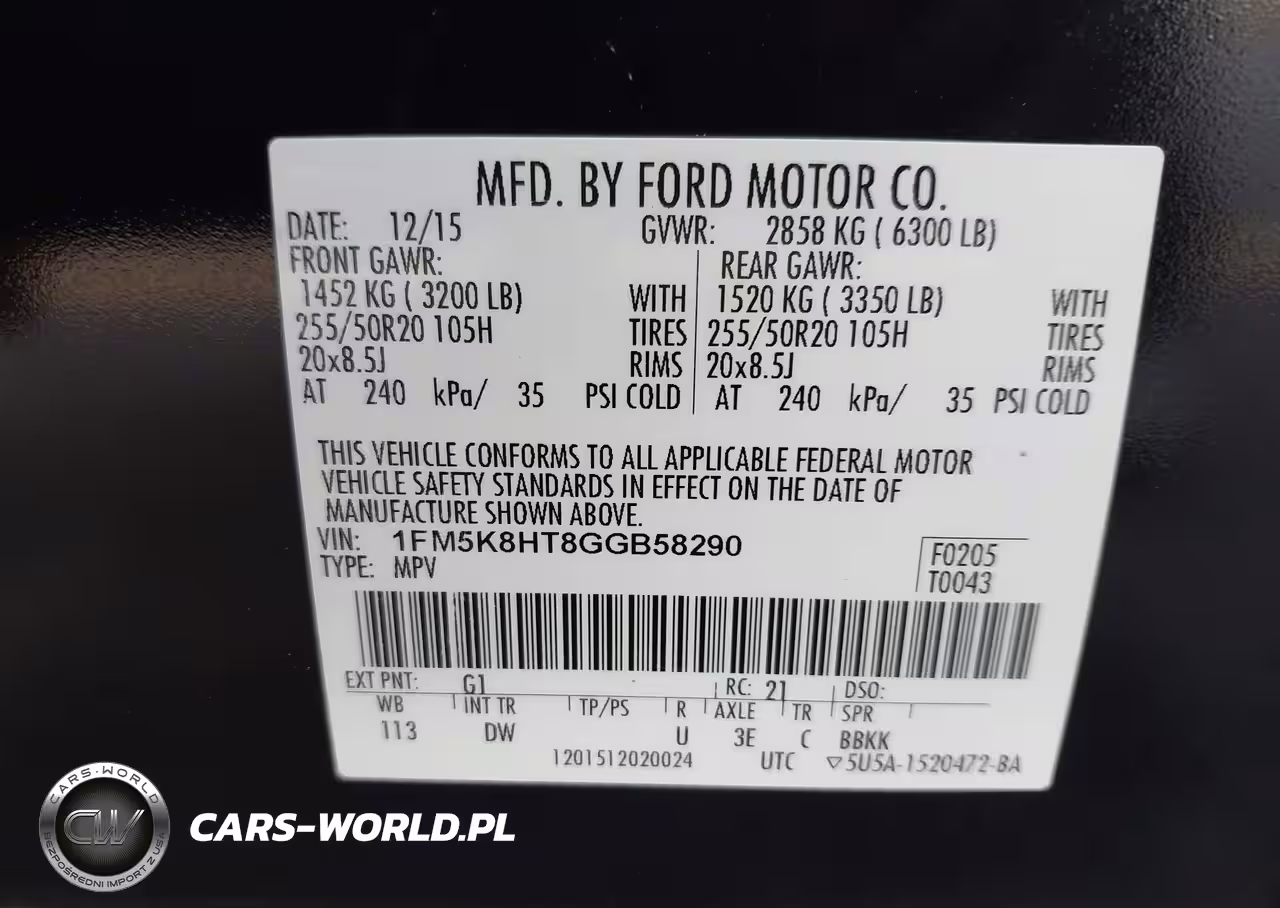 MFD. BY FORD MOTOR CO.
DATE: 12/15 GVWR: 2858 KG ( 6300 LB)
FRONT GAWR: REAR GAWR:
1452 KG ( 3200 LB) WITH 1520 KG ( 3350 LB) WITH
255/50R20 105H TIRES 255/50R20 105H TIRES
20x8.5J RIMS 20x8.5J RIMS
AT 240 kPa/ 35 PSI COLD AT 240 kPa/ 35 PSI COLD
THIS VEHICLE CONFORMS TO ALL APPLICABLE FEDERAL MOTOR
VEHICLE SAFETY STANDARDS IN EFFECT ON THE DATE OF
MANUFACTURE SHOWN ABOVE.
VIN: 1FM5K8HT8GGB58290
TYPE: MPV
F0205
T0043
EXT PNT: G1 RC: 21 DSO:
WB INT TR TP/PS R AXLE TR SPR
113 DW U 3E C BBKK
1201512020024 UTC ▽5U5A-1520472-BA
CARS-WORLD
CW
BEZPOŚREDNI IMPORT Z USA
CARS-WORLD.PL